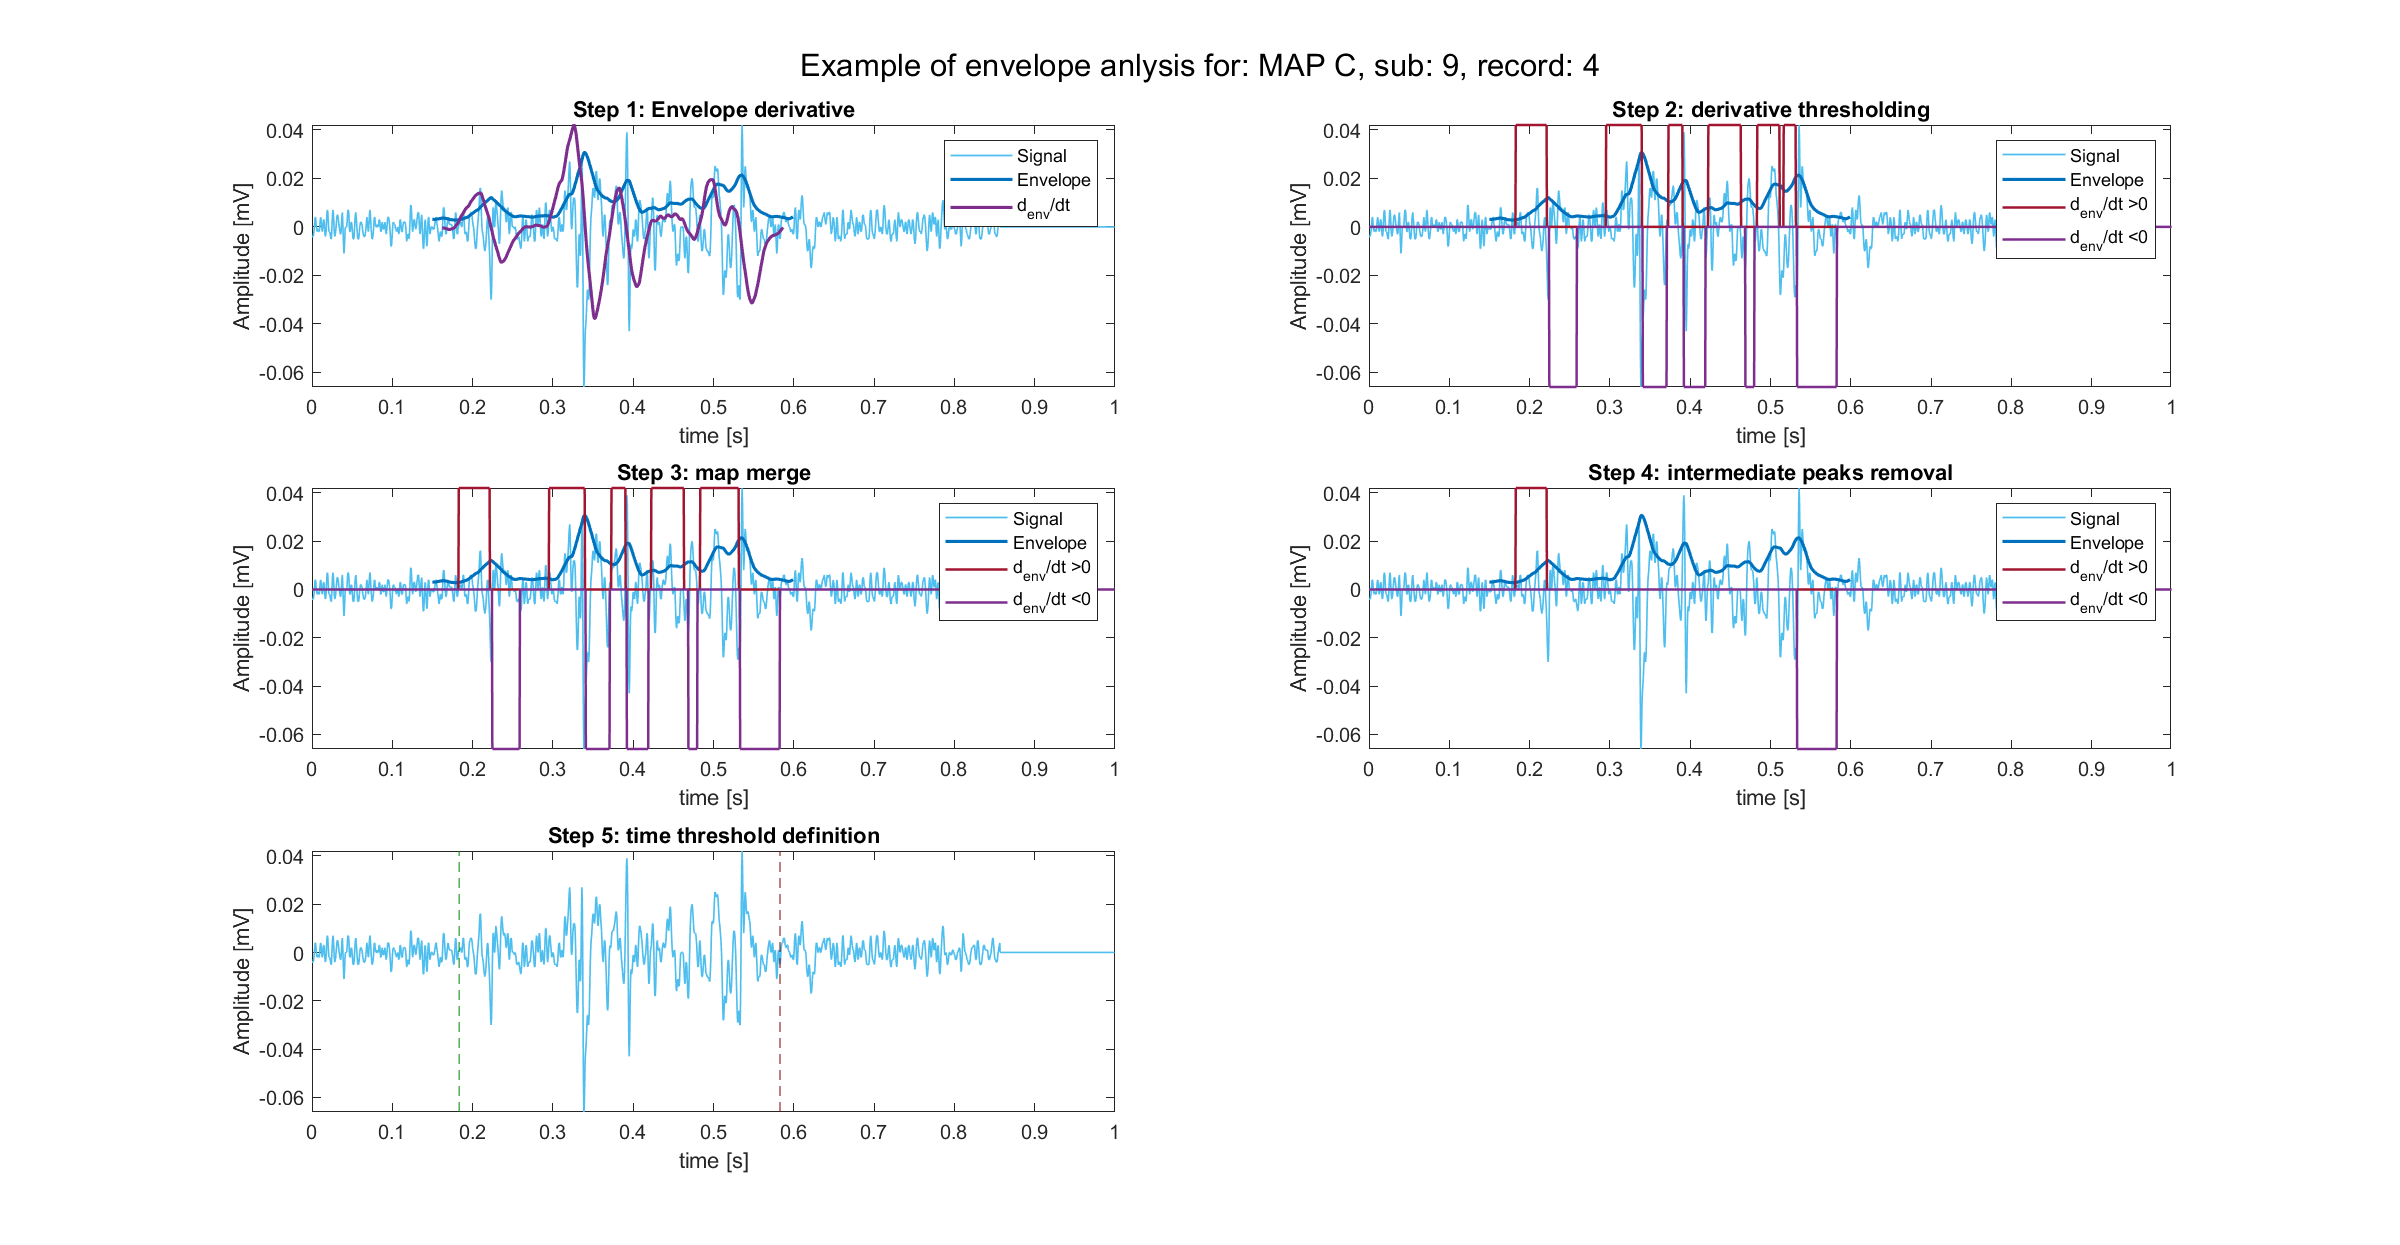 Example of envelope anlysis for: MAP C, sub: 9, record: 4
Step 1: Envelope derivative
0.04
0.02
0
-0.02
-0.04
-0.06
Amplitude [mV]
0 0.1 0.2 0.3 0.4 0.5 0.6 0.7 0.8 0.9 1
time [s]
Signal
Envelope
d_env/dt
Step 2: derivative thresholding
0.04
0.02
0
-0.02
-0.04
-0.06
Amplitude [mV]
0 0.1 0.2 0.3 0.4 0.5 0.6 0.7 0.8 0.9 1
time [s]
Signal
Envelope
d_env/dt >0
d_env/dt <0
Step 3: map merge
0.04
0.02
0
-0.02
-0.04
-0.06
Amplitude [mV]
0 0.1 0.2 0.3 0.4 0.5 0.6 0.7 0.8 0.9 1
time [s]
Signal
Envelope
d_env/dt >0
d_env/dt <0
Step 4: intermediate peaks removal
0.04
0.02
0
-0.02
-0.04
-0.06
Amplitude [mV]
0 0.1 0.2 0.3 0.4 0.5 0.6 0.7 0.8 0.9 1
time [s]
Signal
Envelope
d_env/dt >0
d_env/dt <0
Step 5: time threshold definition
0.04
0.02
0
-0.02
-0.04
-0.06
Amplitude [mV]
0 0.1 0.2 0.3 0.4 0.5 0.6 0.7 0.8 0.9 1
time [s]